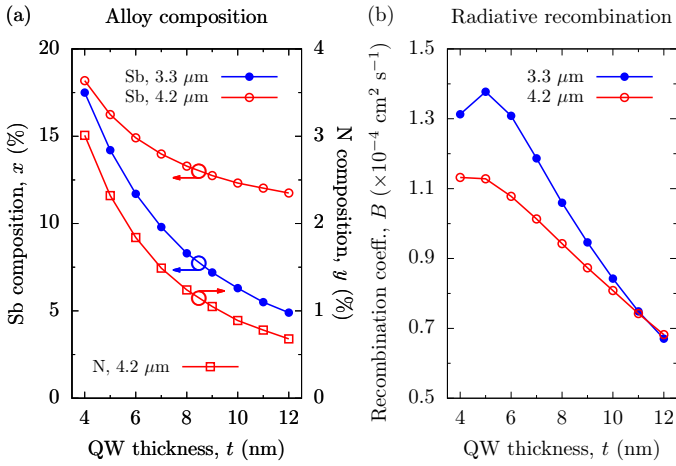 (a) Alloy composition
Sb, 3.3 μm
Sb, 4.2 μm
N, 4.2 μm
Sb composition, x (%)
20
15
10
5
0
N composition, y (%)
4
3
2
1
0
4 6 8 10 12
QW thickness, t (nm)
(b) Radiative recombination
3.3 μm
4.2 μm
Recombination coeff., B (×10⁻⁴ cm² s⁻¹)
1.5
1.3
1.1
0.9
0.7
0.5
4 6 8 10 12
QW thickness, t (nm)